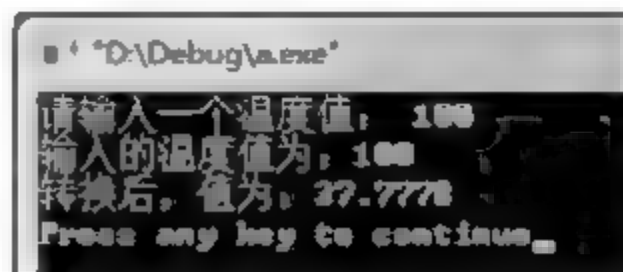 "D:\Debug\a.exe"
请输入一个温度值： 100
输入的温度值为：100
转换后，值为：37.7778
Press any key to continue_